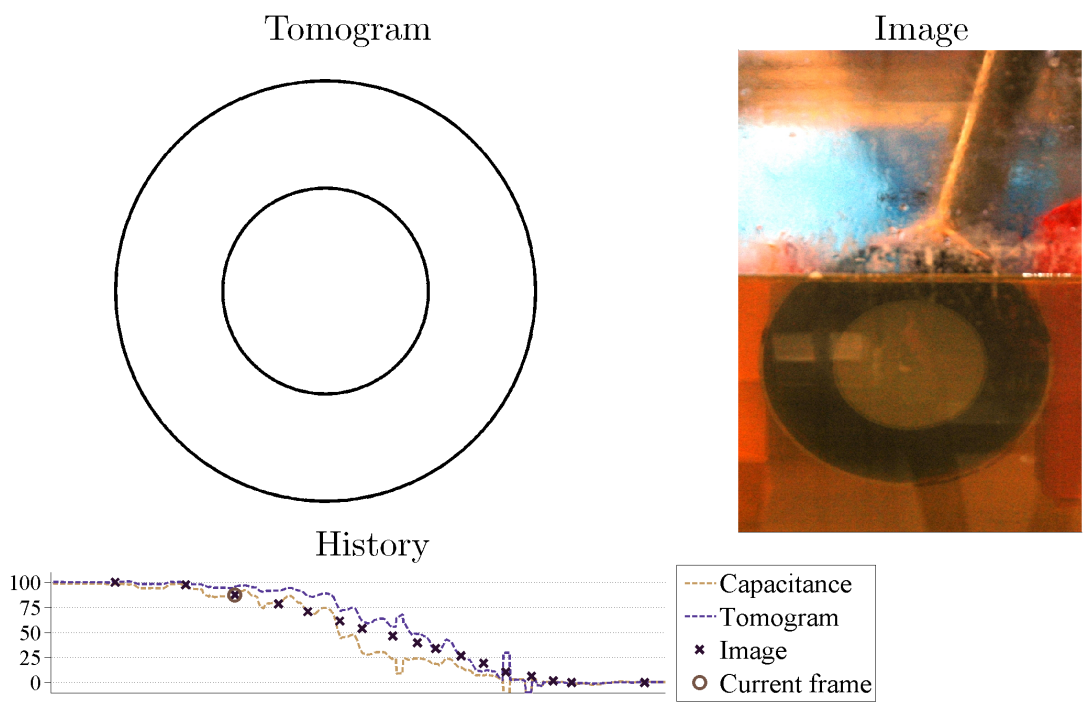 Tomogram
Image
History
100
75
50
25
0
Capacitance
Tomogram
Image
Current frame